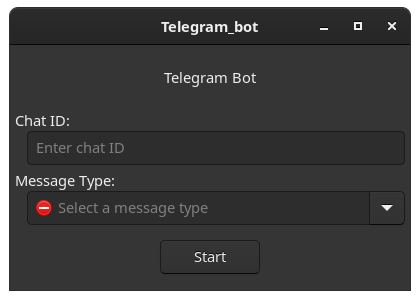 Telegram_bot
Telegram Bot
Chat ID:
Enter chat ID
Message Type:
Select a message type
Start